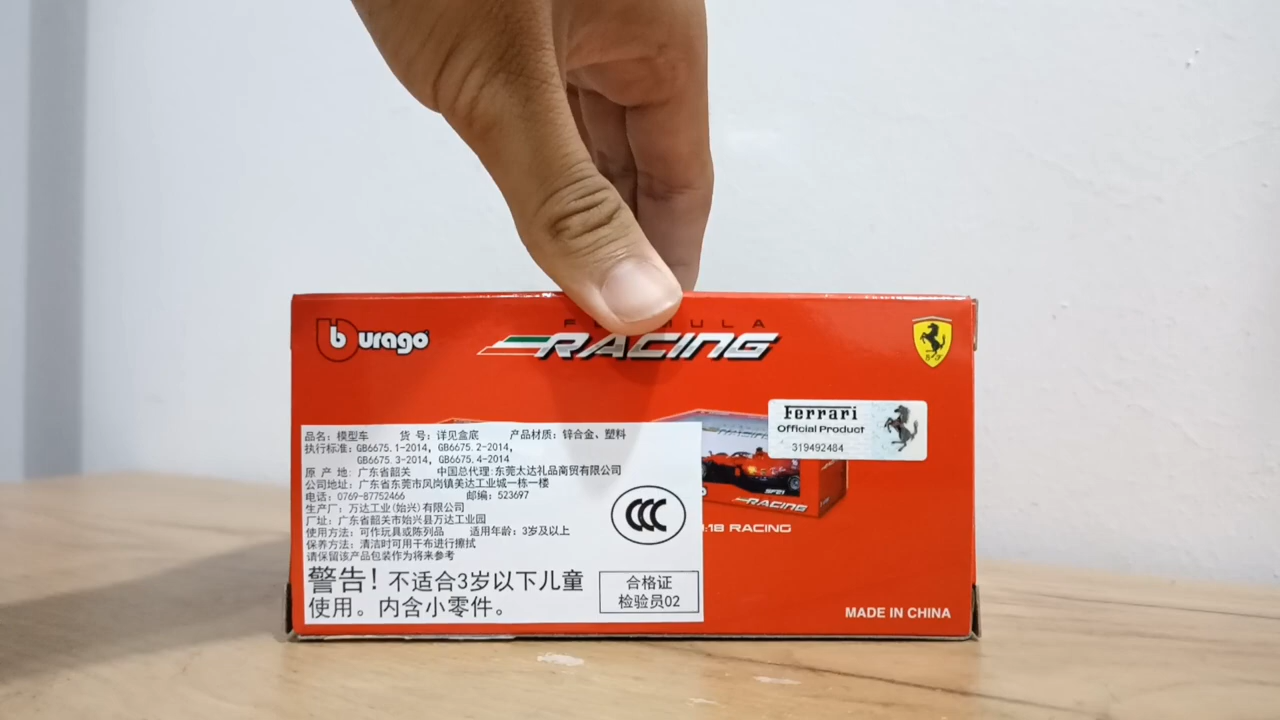 burago
FORMULA
RACING
Ferrari
Official Product
319492484
品名: 模型车 货 号: 详见盒底 产品材质: 锌合金、塑料
执行标准: GB6675.1-2014, GB6675.2-2014,
GB6675.3-2014, GB6675.4-2014
原 产 地: 广东省韶关 中国总代理: 东莞太达礼品商贸有限公司
公司地址: 广东省东莞市凤岗镇美达工业城一栋一楼
电话: 0769-87752466 邮编: 523697
生产厂: 万达工业(始兴)有限公司
厂址: 广东省韶关市始兴县万达工业园
使用方法: 可作玩具或陈列品 适用年龄: 3岁及以上
保养方法: 清洁时可用干布进行擦拭
请保留该产品包装作为将来参考
CCC
警告! 不适合3岁以下儿童
使用。内含小零件。
合格证
检验员02
SF21
RACING
1:18 RACING
MADE IN CHINA